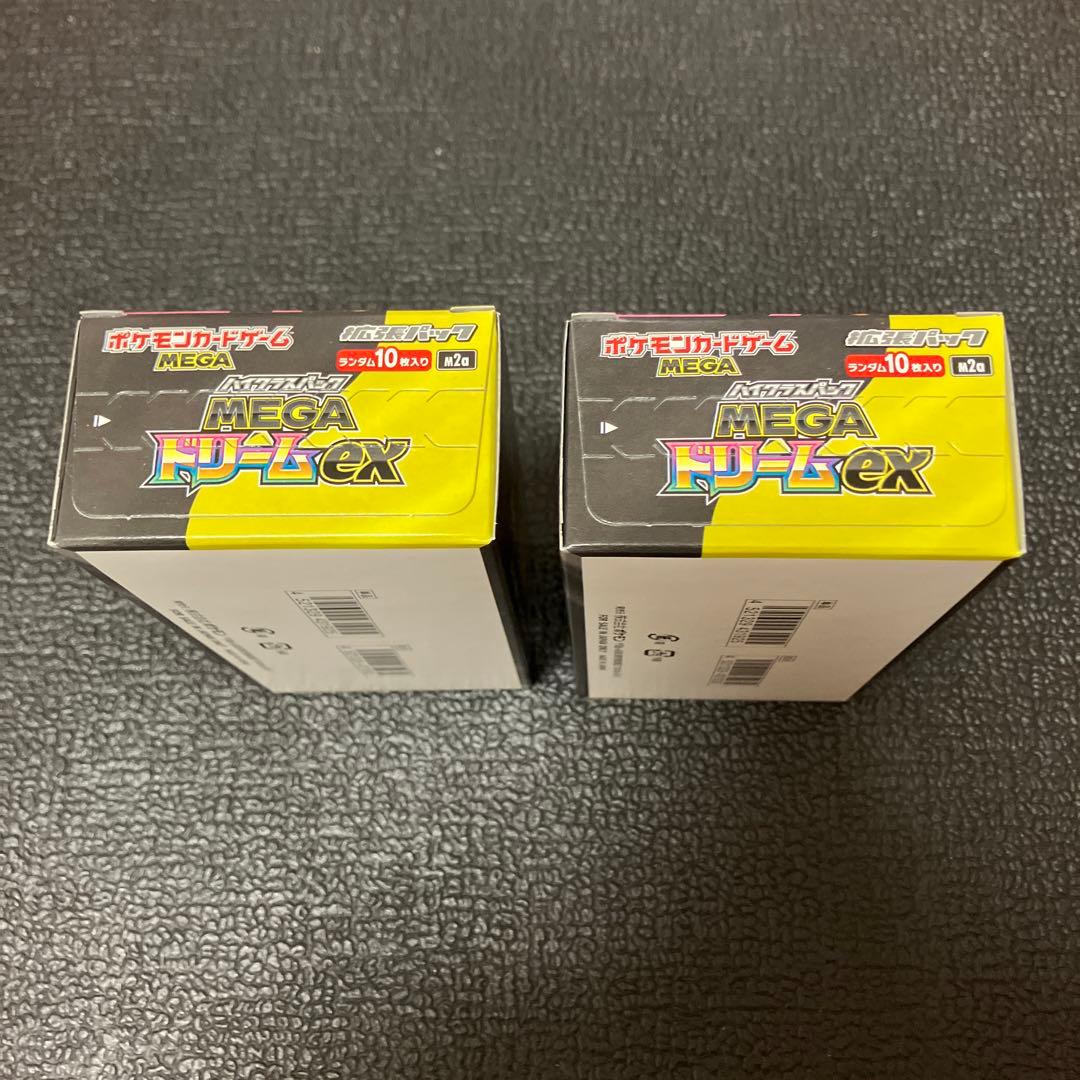 ポケモンカードゲーム
MEGA
拡張パック
ランダム10枚入り M2a
ハイクラスパック
MEGA
ドリームex
ポケモンカードゲーム
MEGA
拡張パック
ランダム10枚入り M2a
ハイクラスパック
MEGA
ドリームex